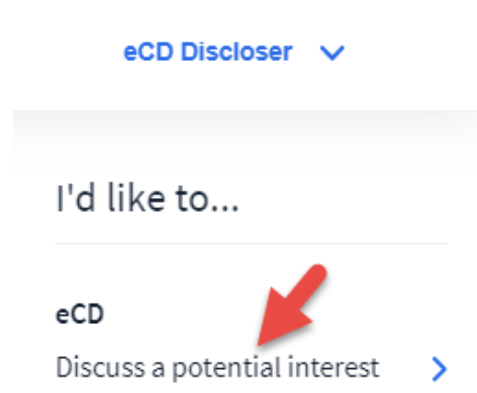 eCD Discloser
I'd like to...
eCD
Discuss a potential interest